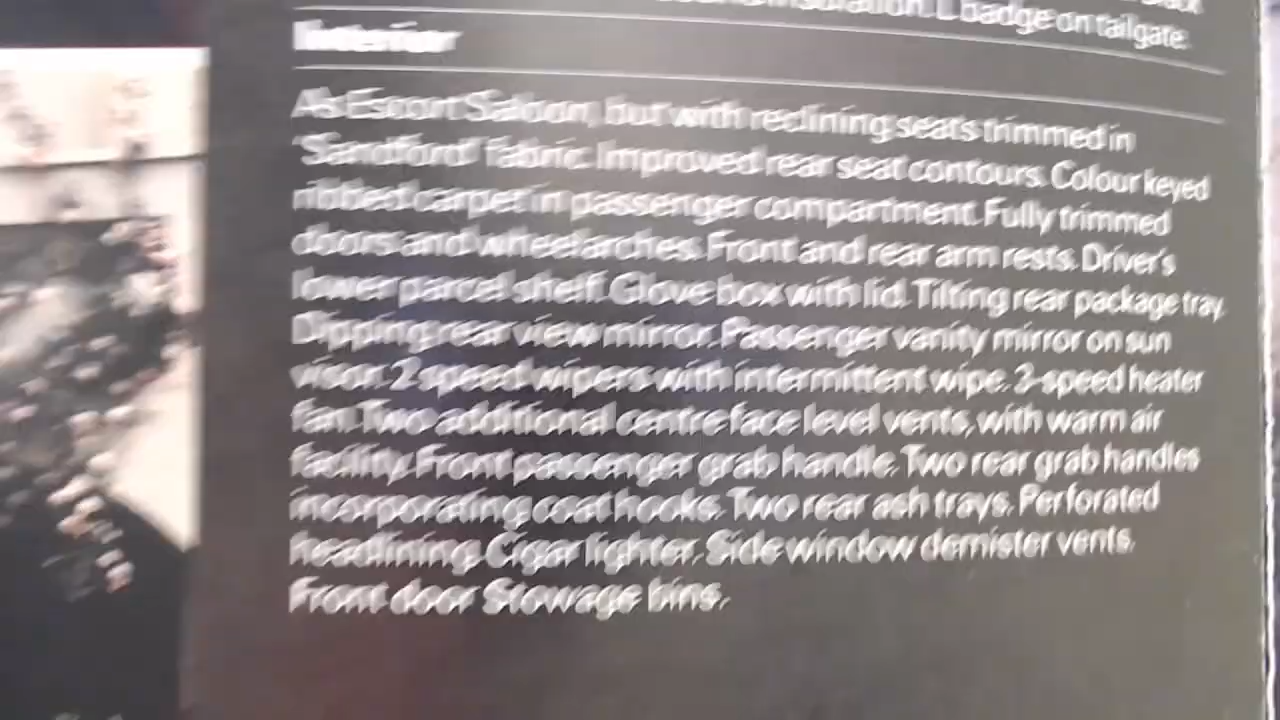 L badge on tailgate.
Interior
As Escort Saloon, but with reclining seats trimmed in
'Sandford' fabric. Improved rear seat contours. Colour keyed
ribbed carpet in passenger compartment. Fully trimmed
doors and wheelarches. Front and rear arm rests. Driver's
lower parcel shelf. Glove box with lid. Tilting rear package tray.
Dipping rear view mirror. Passenger vanity mirror on sun
visor. 2 speed wipers with intermittent wipe. 3-speed heater
fan. Two additional centre face level vents, with warm air
facility. Front passenger grab handle. Two rear grab handles
incorporating coat hooks. Two rear ash trays. Perforated
headlining. Cigar lighter. Side window demister vents.
Front door Stowage bins.